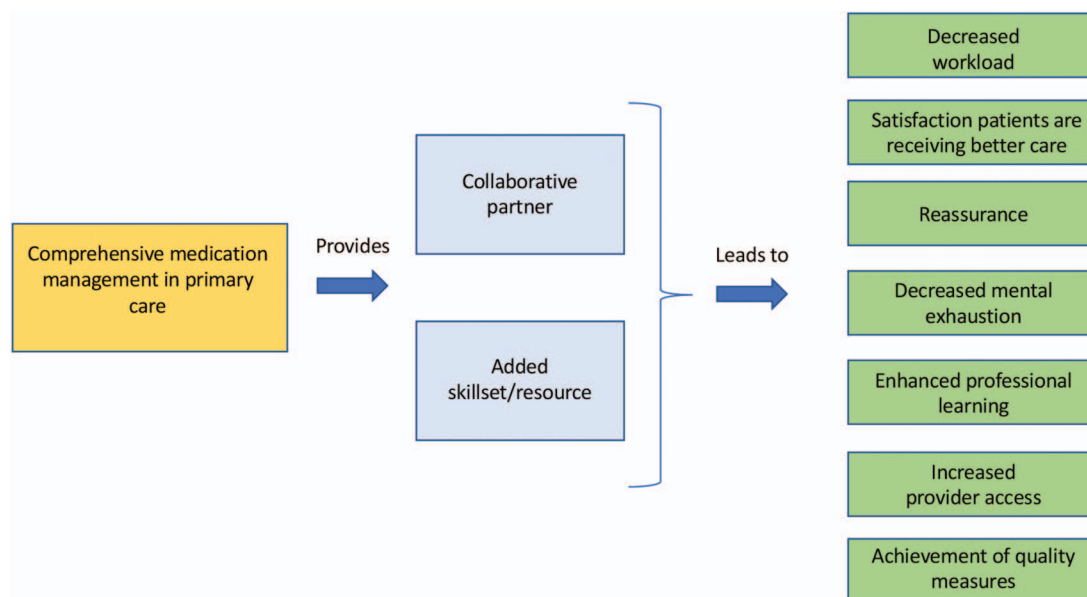 Comprehensive medication
management in primary
care
Provides
Collaborative
partner
Added
skillset/resource
Leads to
Decreased
workload
Satisfaction patients are
receiving better care
Reassurance
Decreased mental
exhaustion
Enhanced professional
learning
Increased
provider access
Achievement of quality
measures